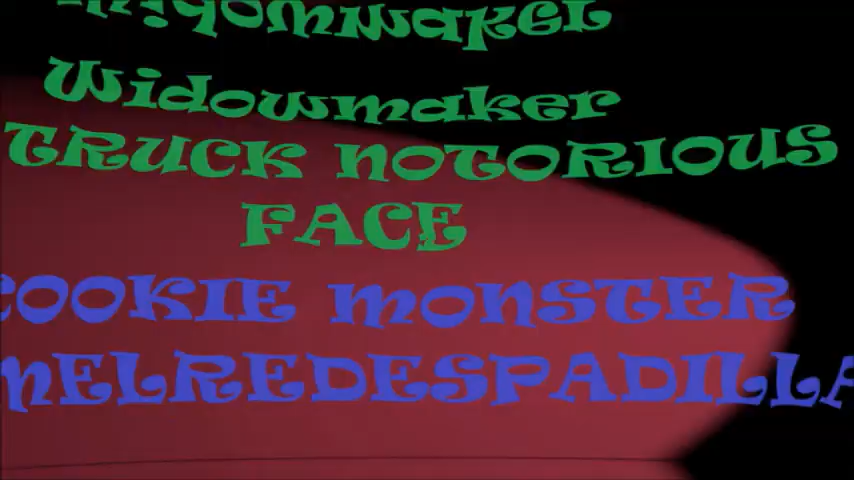 Widowmaker
TRUCK NOTORIOUS
FACE
COOKIE MONSTER
MELREDESPADILLA